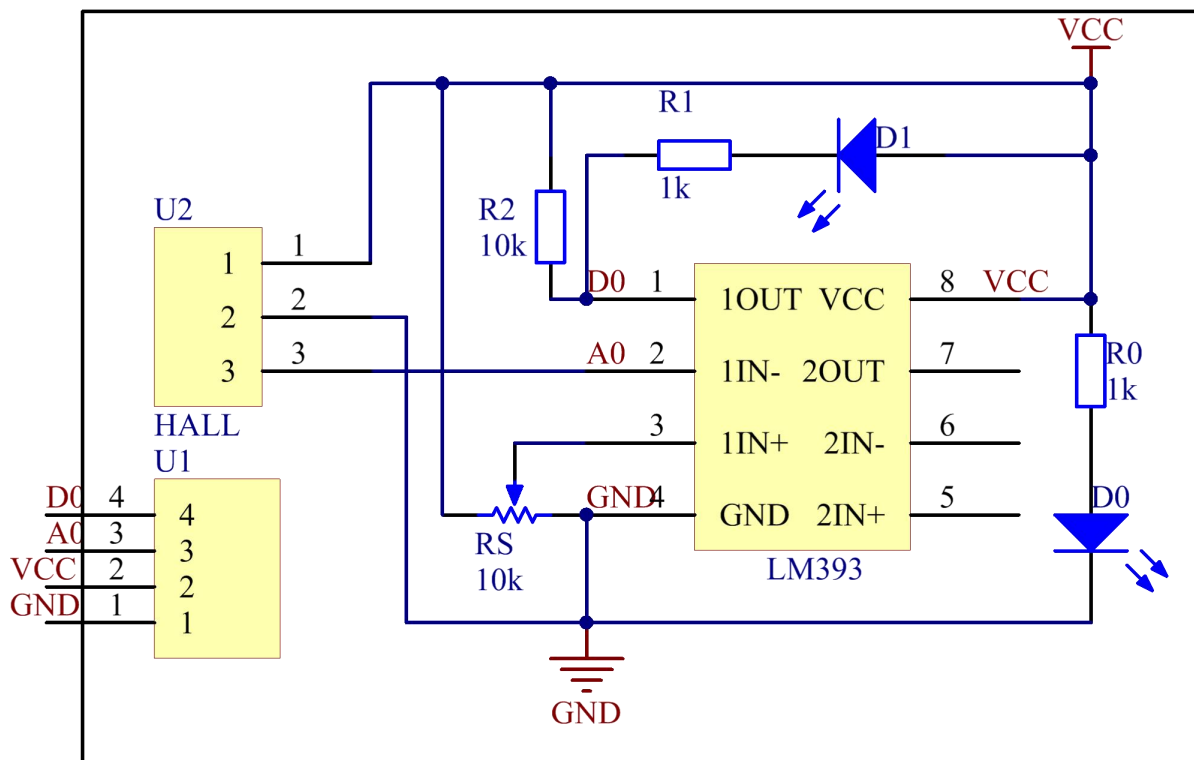 VCC
R1
D1
1k
U2
R2
10k
1
1
2
2
3
3
HALL
D0
1
1OUT
VCC
8
VCC
A0
2
1IN-
2OUT
7
3
1IN+
2IN-
6
GND
4
GND
2IN+
5
LM393
R0
1k
D0
RS
10k
U1
D0
4
4
A0
3
3
VCC
2
2
GND
1
1
GND